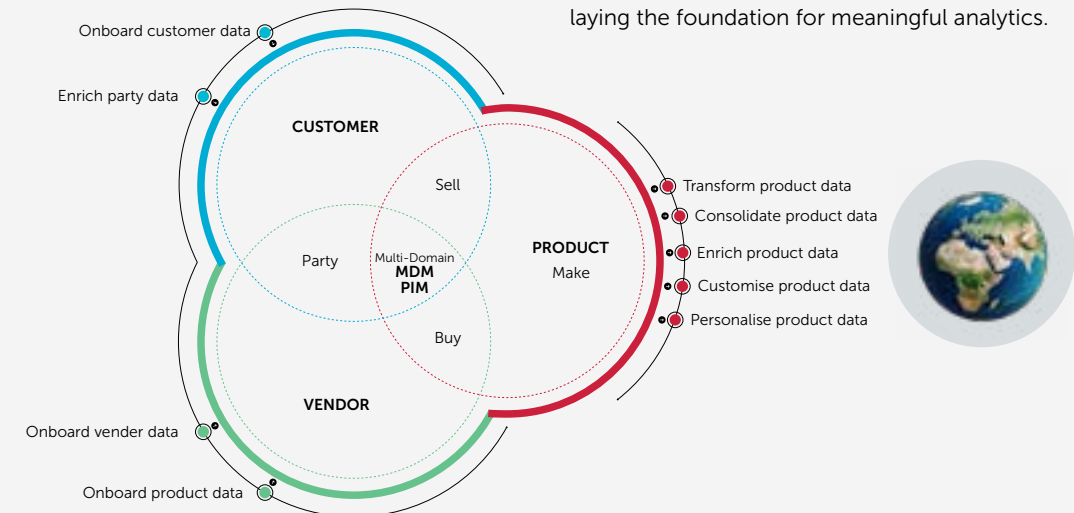 laying the foundation for meaningful analytics.
Onboard customer data
Enrich party data
CUSTOMER
Sell
Transform product data
Consolidate product data
PRODUCT
Make
Enrich product data
Party
Multi-Domain
MDM
PIM
Customise product data
Personalise product data
Buy
VENDOR
Onboard vender data
Onboard product data